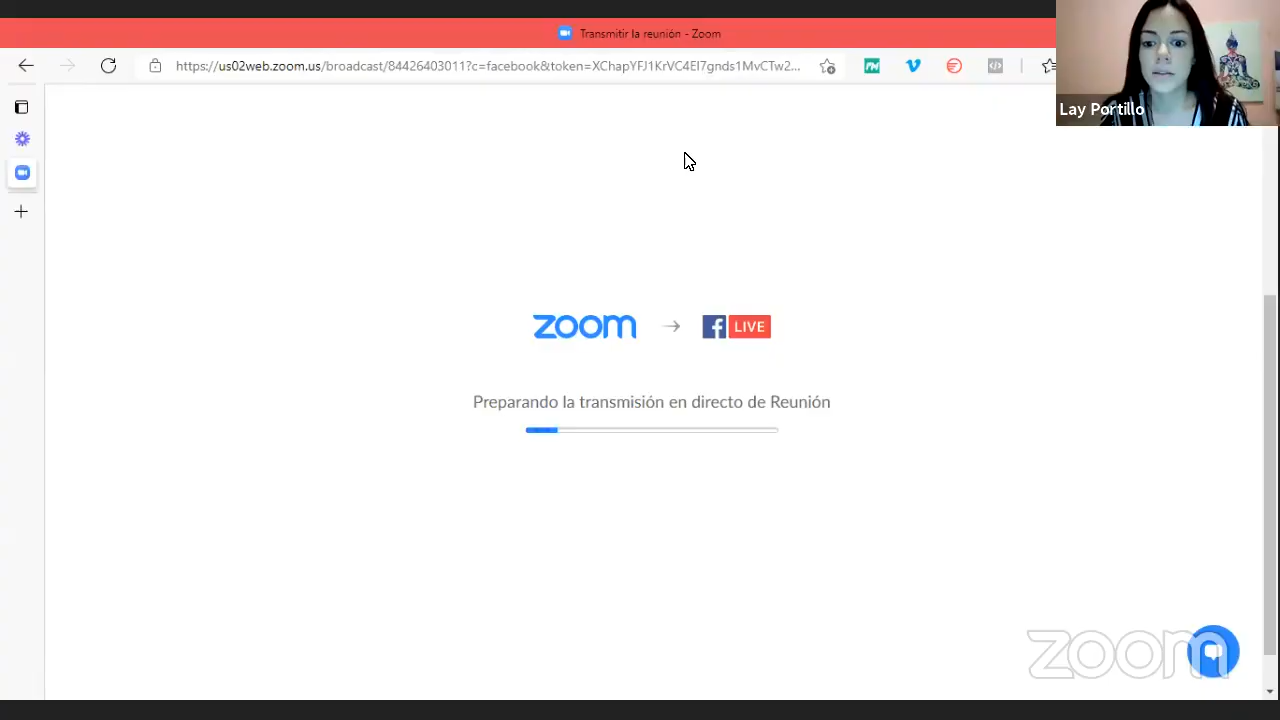 Transmitir la reunión - Zoom
https://us02web.zoom.us/broadcast/84426403011?c=facebook&token=XChapYFJ1KrVC4EI7gnds1MvCTw2...
Lay Portillo
zoom → f LIVE
Preparando la transmisión en directo de Reunión
zoom